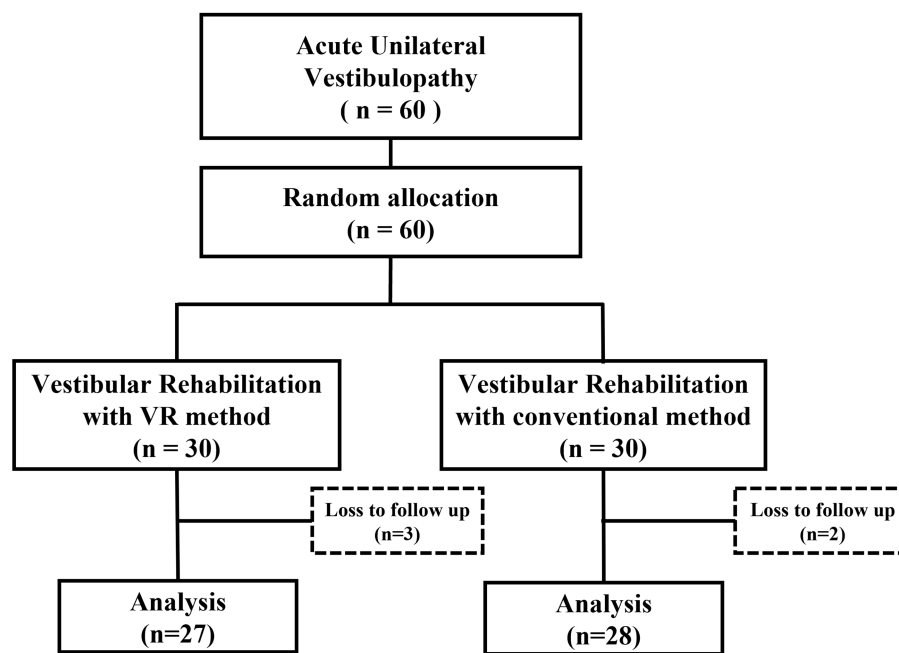 Acute Unilateral
Vestibulopathy
( n = 60 )
Random allocation
(n = 60)
Vestibular Rehabilitation
with VR method
(n = 30)
Vestibular Rehabilitation
with conventional method
(n = 30)
Loss to follow up
(n=3)
Loss to follow up
(n=2)
Analysis
(n=27)
Analysis
(n=28)